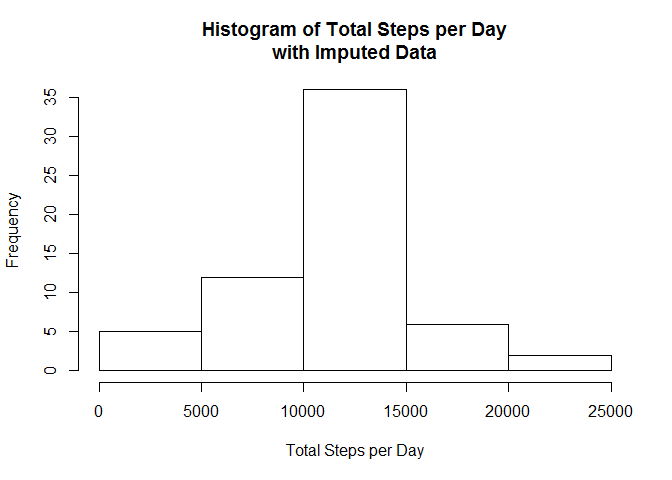 Histogram of Total Steps per Day
with Imputed Data
Frequency
35
30
25
20
15
10
5
0
0 5000 10000 15000 20000 25000
Total Steps per Day